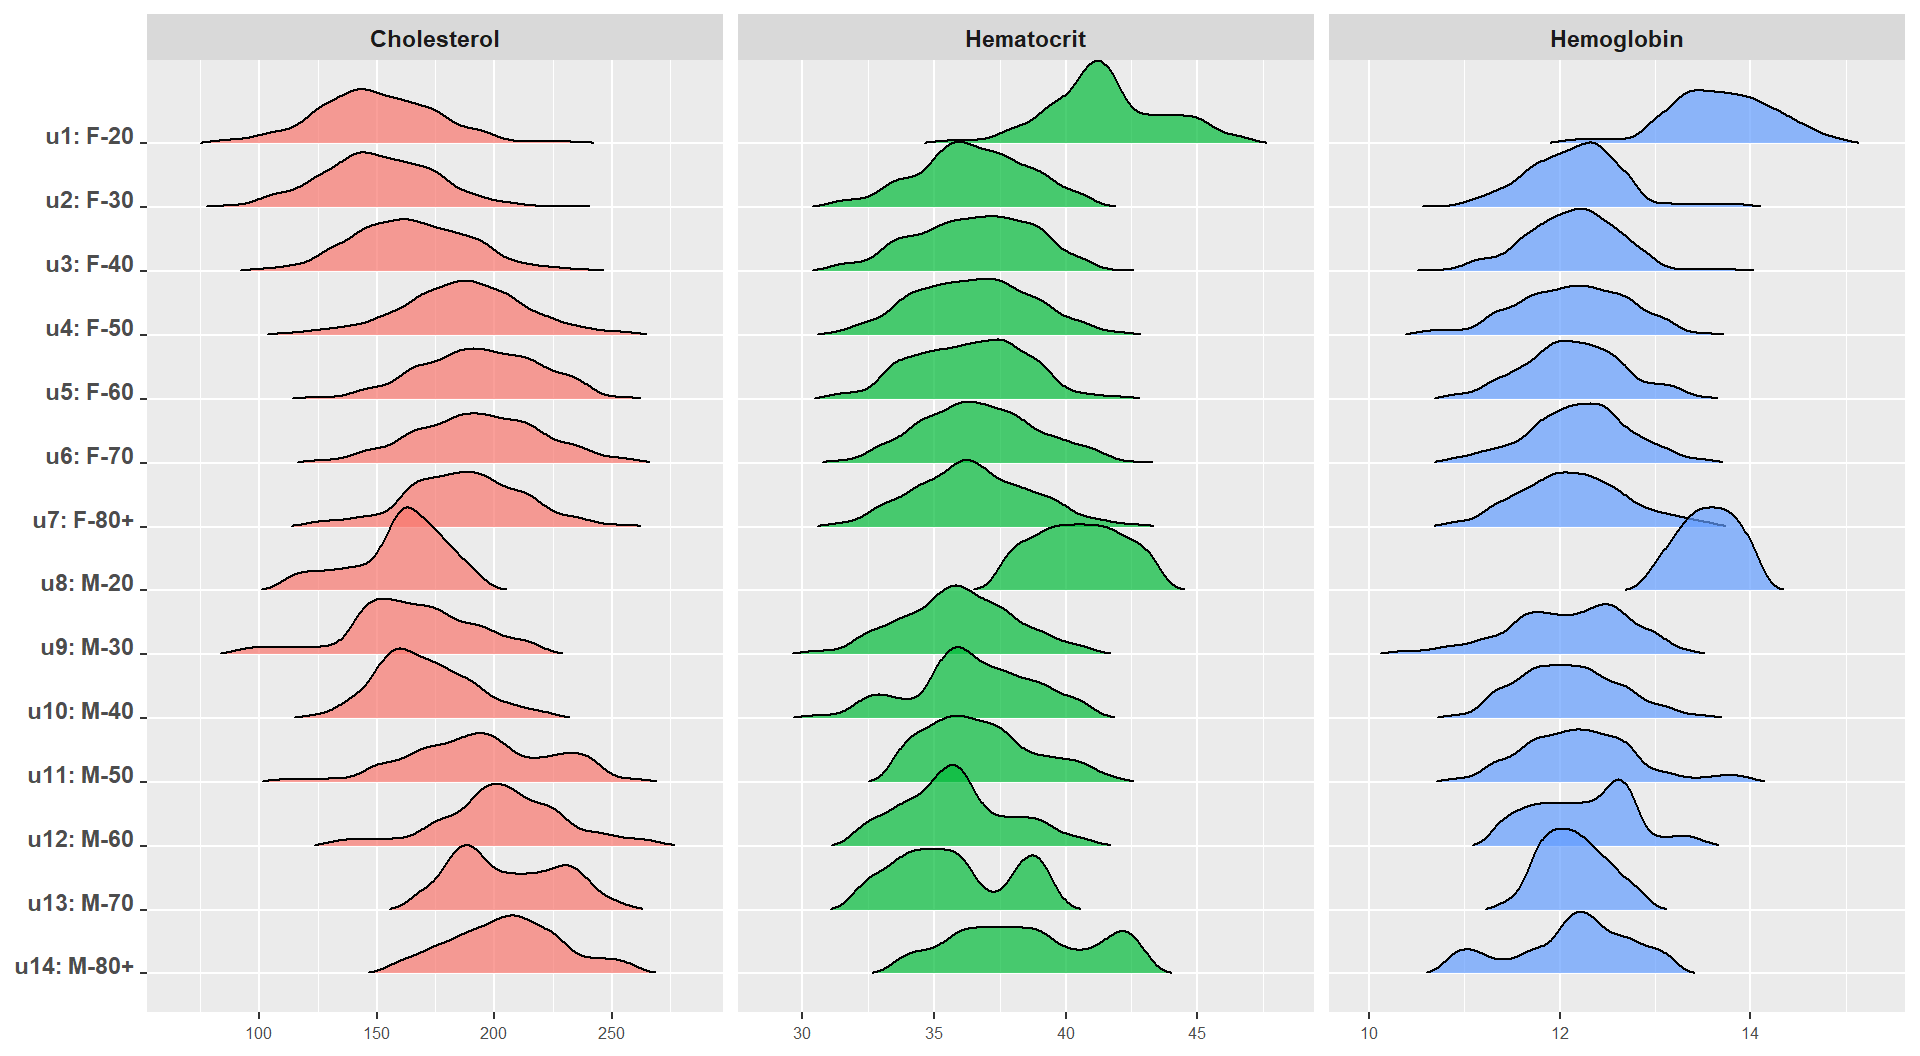 Cholesterol
Hematocrit
Hemoglobin
u1: F-20
u2: F-30
u3: F-40
u4: F-50
u5: F-60
u6: F-70
u7: F-80+
u8: M-20
u9: M-30
u10: M-40
u11: M-50
u12: M-60
u13: M-70
u14: M-80+
100 150 200 250
30 35 40 45
10 12 14